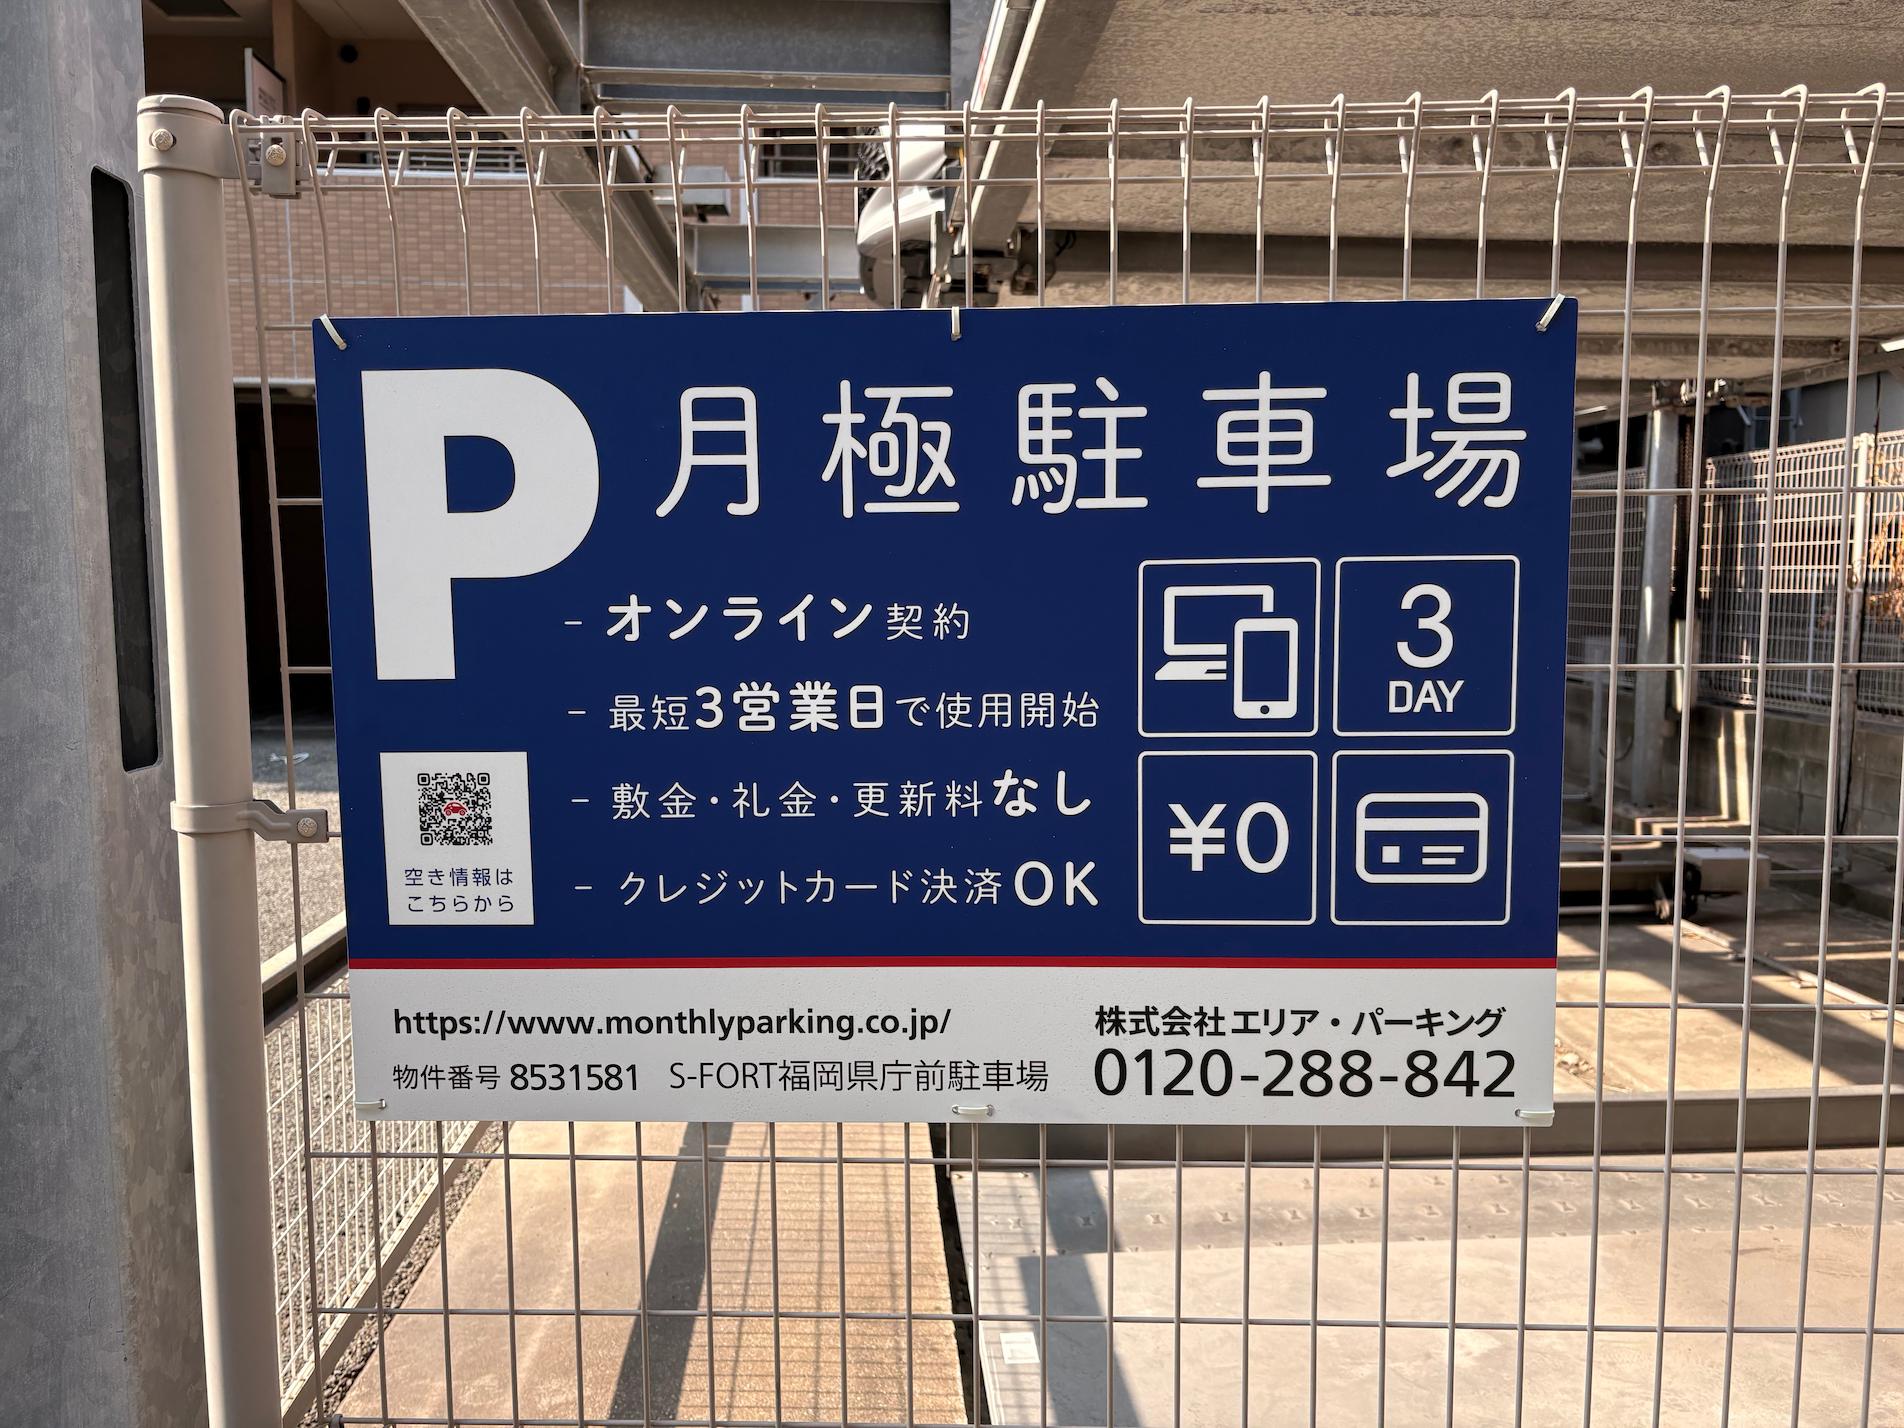 P 月極駐車場
- オンライン契約
- 最短3営業日で使用開始
- 敷金・礼金・更新料なし
- クレジットカード決済OK
3
DAY
¥0
空き情報は
こちらから
https://www.monthlyparking.co.jp/
物件番号 8531581 S-FORT福岡県庁前駐車場
株式会社エリア・パーキング
0120-288-842